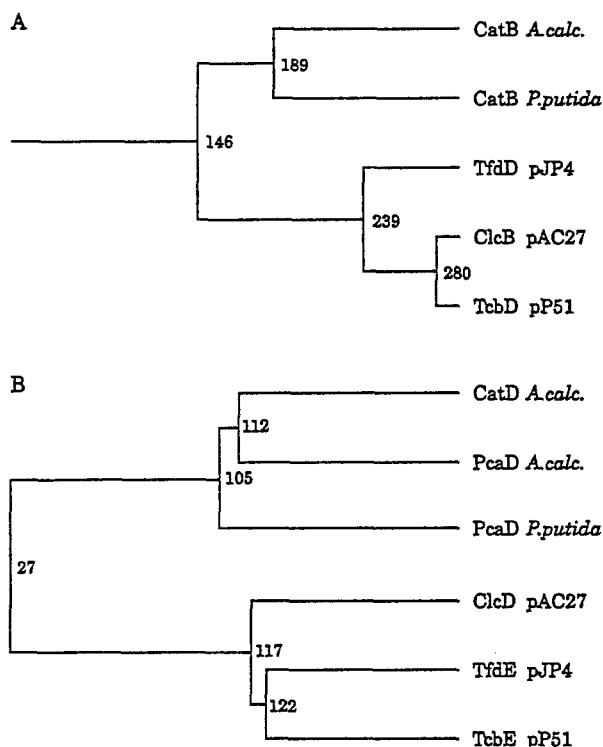 A
CatB A.calc.
189
CatB P.putida
146
TfdD pJP4
239
ClcB pAC27
280
TcbD pP51
B
CatD A.calc.
112
PcaD A.calc.
105
PcaD P.putida
27
ClcD pAC27
117
TfdE pJP4
122
TcbE pP51